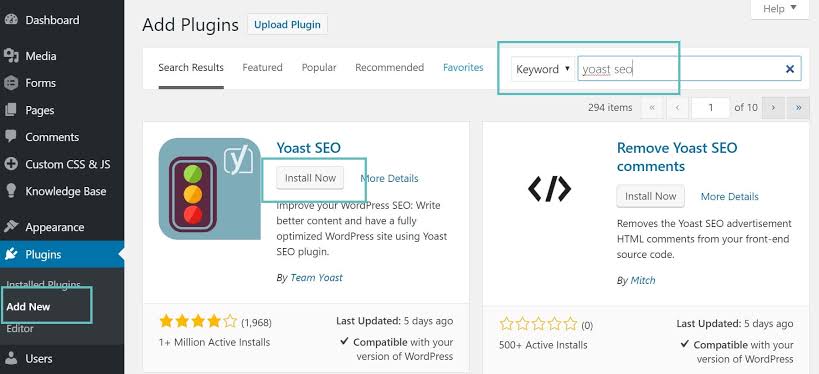 Help ▼
Dashboard
Media
Forms
Pages
Comments
Custom CSS & JS
Knowledge Base
Appearance
Plugins
Installed Plugins
Add New
Editor
Users
Add Plugins
Upload Plugin
Search Results
Featured
Popular
Recommended
Favorites
Keyword ▼
yoast seo
294 items
«
‹
1
of 10
›
»
Yoast SEO
Install Now
More Details
Improve your WordPress SEO: Write
better content and have a fully
optimized WordPress site using Yoast
SEO plugin.
By Team Yoast
(1,968)
1+ Million Active Installs
Last Updated: 5 days ago
✔ Compatible with your
version of WordPress
Remove Yoast SEO
comments
Install Now
More Details
Removes the Yoast SEO advertisement
HTML comments from your front-end
source code.
By Mitch
(0)
500+ Active Installs
Last Updated: 5 days ago
✔ Compatible with your
version of WordPress